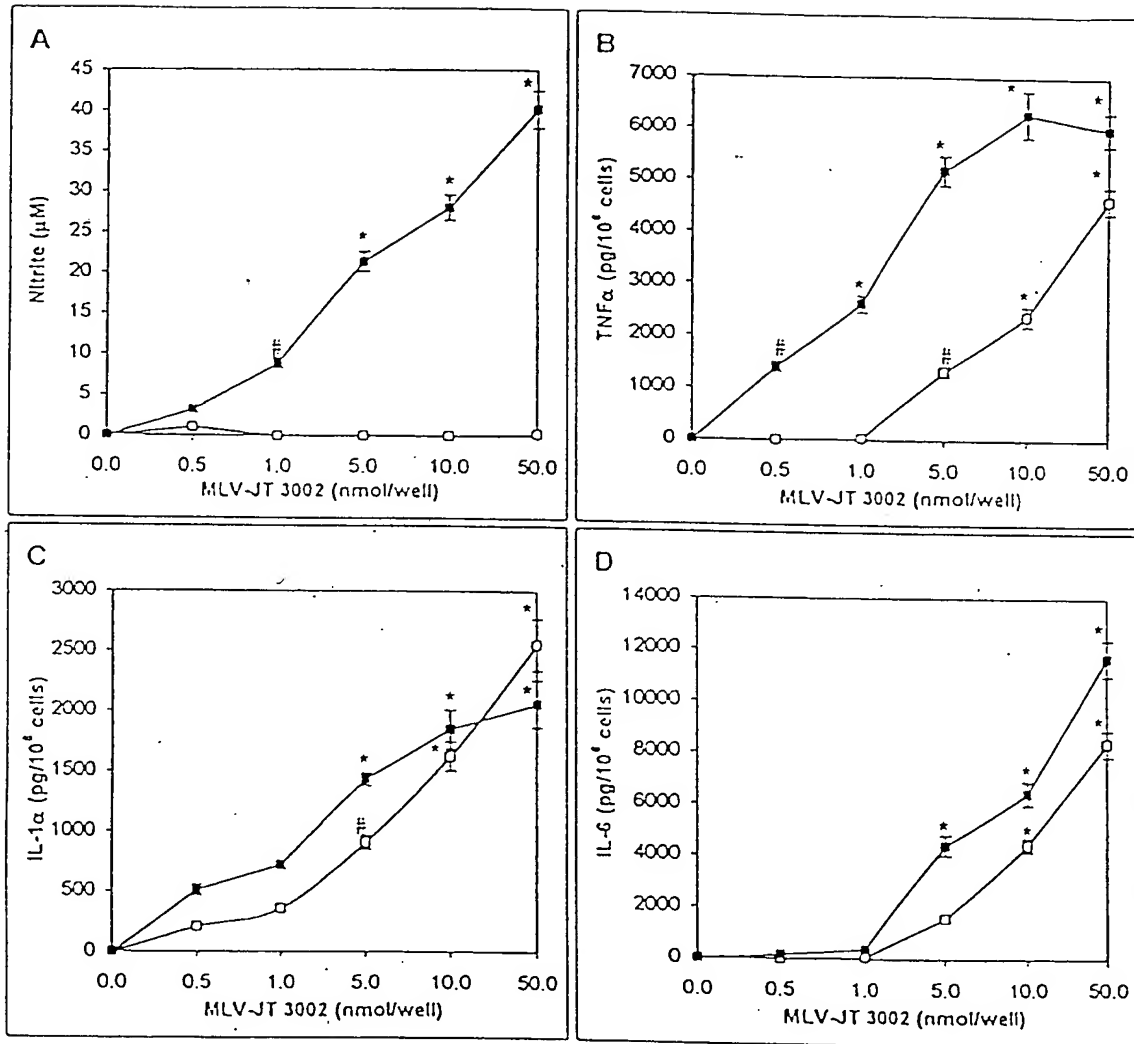 A
Nitrite (μM)
45
40
35
30
25
20
15
10
5
0
* * * #
0.0 0.5 1.0 5.0 10.0 50.0
MLV-JT 3002 (nmol/well)
B
TNFα (pg/10⁶ cells)
7000
6000
5000
4000
3000
2000
1000
0
* * * * # * * #
0.0 0.5 1.0 5.0 10.0 50.0
MLV-JT 3002 (nmol/well)
C
IL-1α (pg/10⁶ cells)
3000
2500
2000
1500
1000
500
0
* * * * * #
0.0 0.5 1.0 5.0 10.0 50.0
MLV-JT 3002 (nmol/well)
D
IL-6 (pg/10⁶ cells)
14000
12000
10000
8000
6000
4000
2000
0
* * * * *
0.0 0.5 1.0 5.0 10.0 50.0
MLV-JT 3002 (nmol/well)